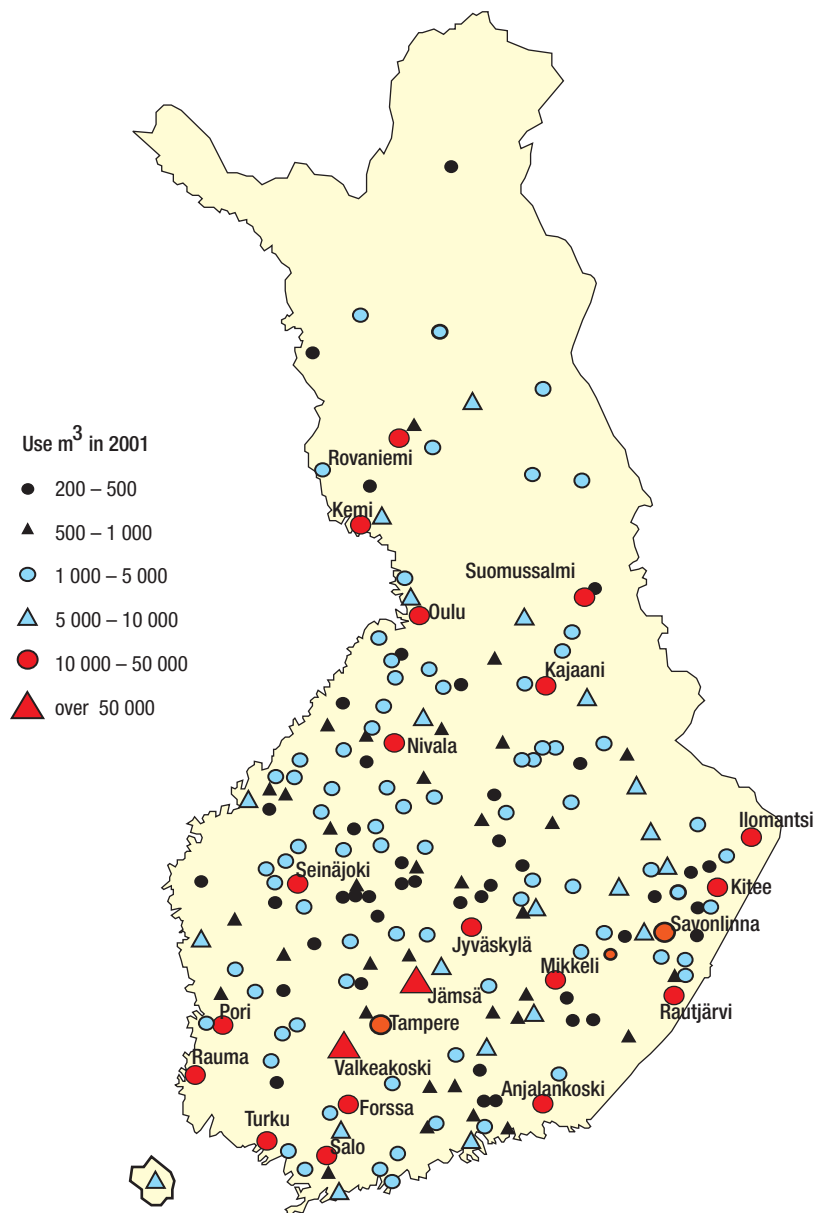 Use m³ in 2001
200 – 500
500 – 1 000
1 000 – 5 000
5 000 – 10 000
10 000 – 50 000
over 50 000
Rovaniemi
Kemi
Suomussalmi
Oulu
Kajaani
Nivala
Ilomantsi
Seinäjoki
Kitee
Savonlinna
Jyväskylä
Mikkeli
Jämsä
Rautjärvi
Pori
Tampere
Rauma
Valkeakoski
Anjalankoski
Forssa
Turku
Salo